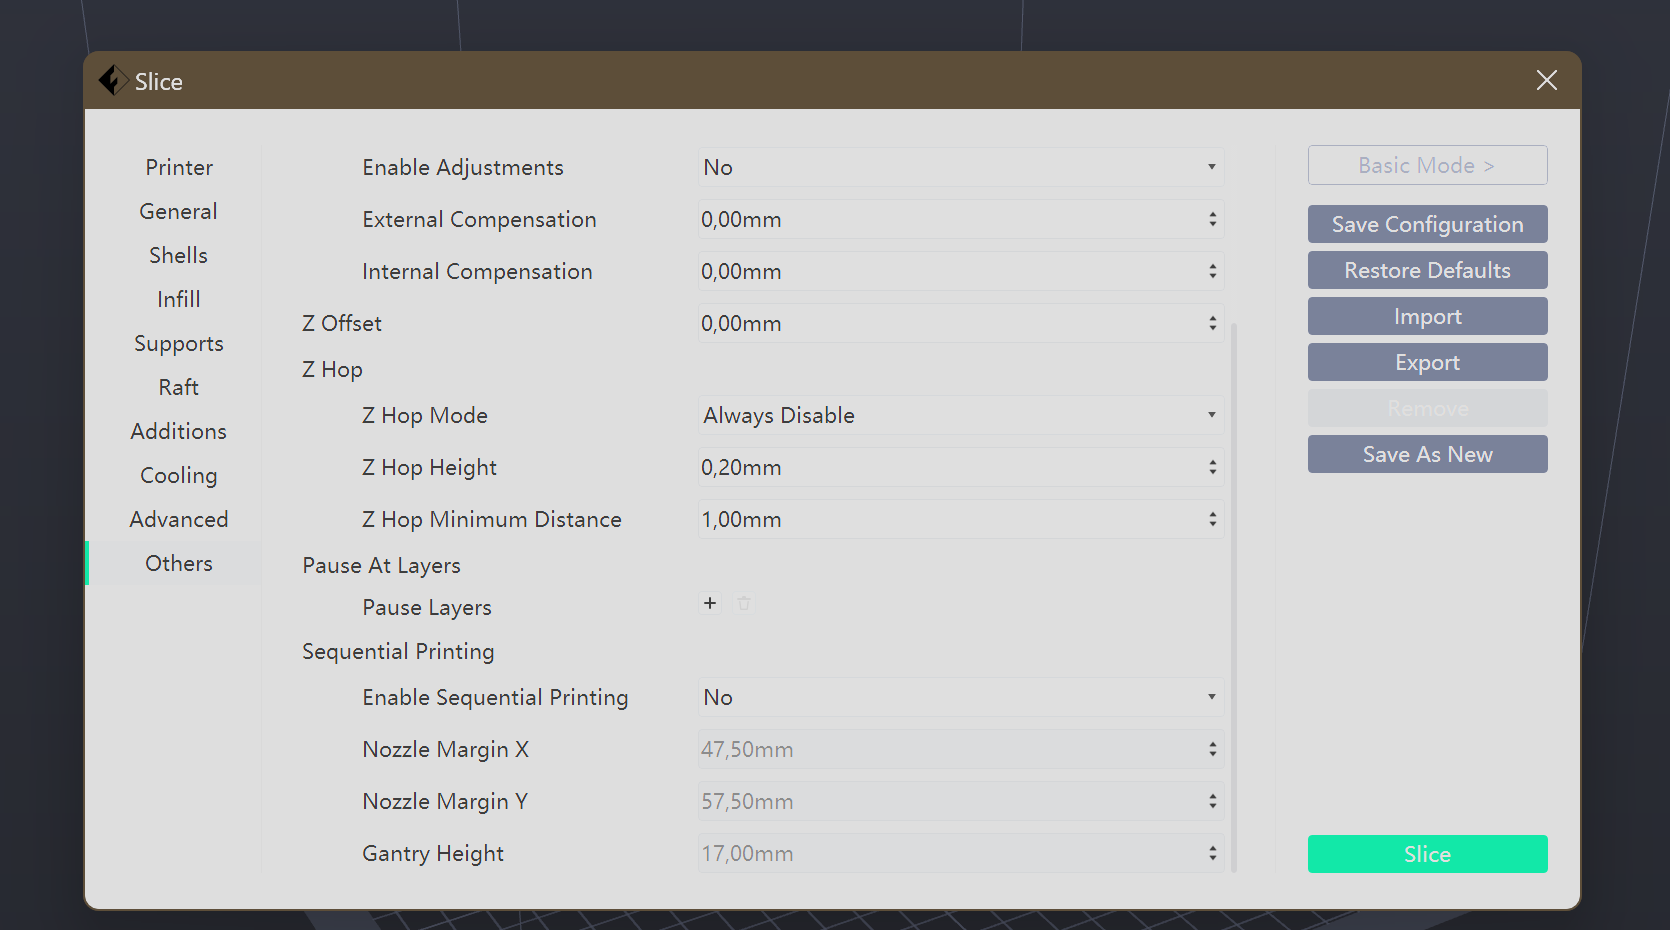 Slice
Printer
General
Shells
Infill
Supports
Raft
Additions
Cooling
Advanced
Others
Enable Adjustments No
External Compensation 0,00mm
Internal Compensation 0,00mm
Z Offset 0,00mm
Z Hop
Z Hop Mode Always Disable
Z Hop Height 0,20mm
Z Hop Minimum Distance 1,00mm
Pause At Layers
Pause Layers +
Sequential Printing
Enable Sequential Printing No
Nozzle Margin X 47,50mm
Nozzle Margin Y 57,50mm
Gantry Height 17,00mm
Basic Mode >
Save Configuration
Restore Defaults
Import
Export
Remove
Save As New
Slice